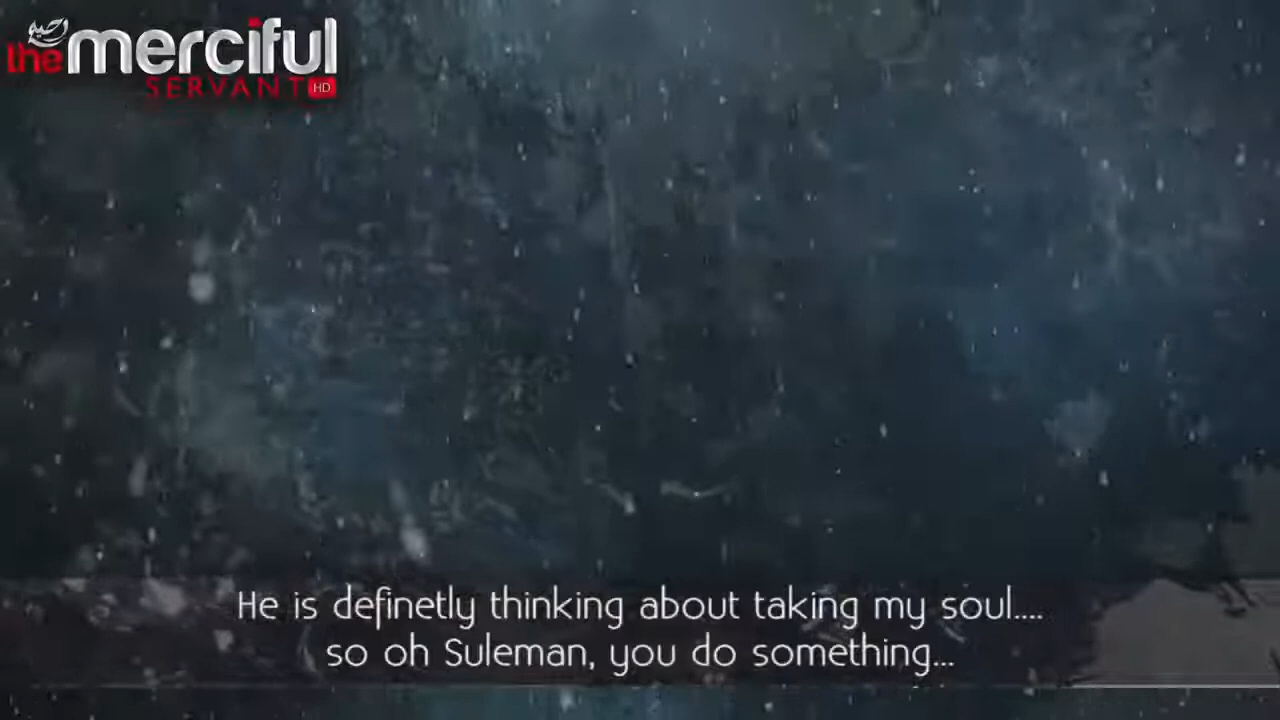 the merciful
SERVANT HD
He is definetly thinking about taking my soul....
so oh Suleman, you do something...